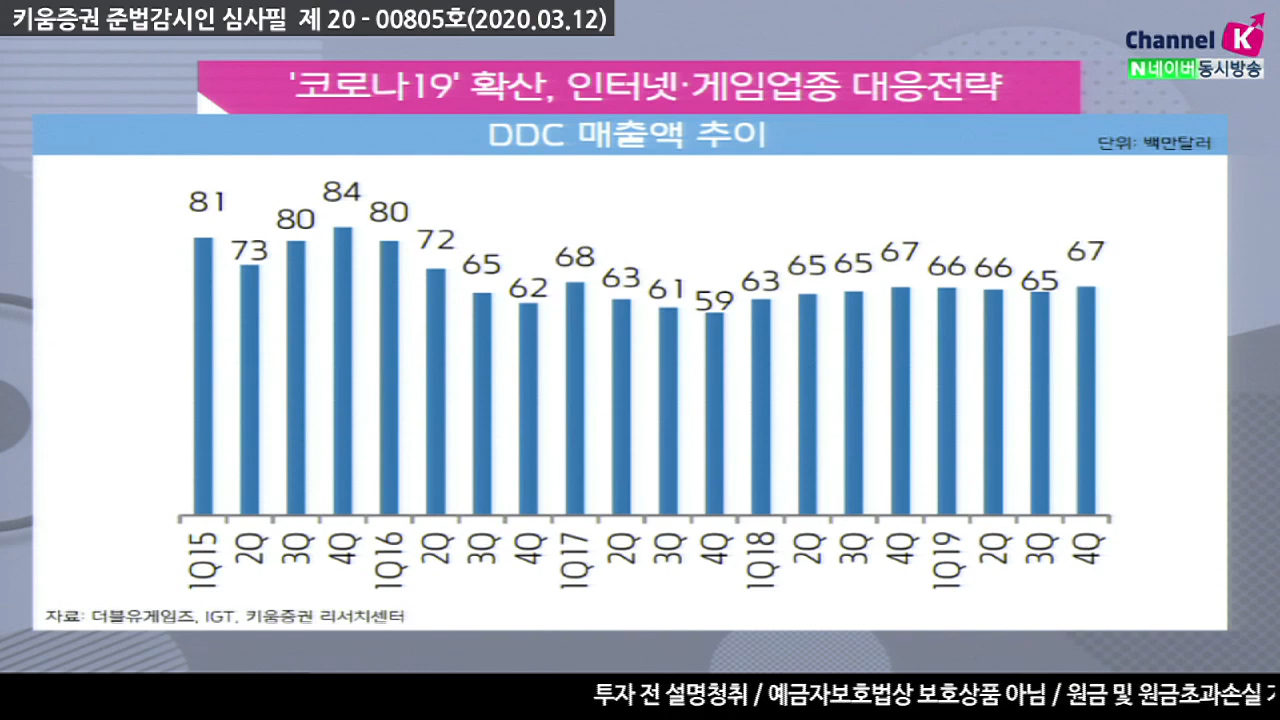 키움증권 준법감시인 심사필 제 20 - 00805호(2020.03.12)
Channel K
N 네이버 동시방송
'코로나19' 확산, 인터넷·게임업종 대응전략
DDC 매출액 추이
단위: 백만달러
81 73 80 84 80 72 65 62 68 63 61 59 63 65 65 67 66 66 65 67
1Q15 2Q 3Q 4Q 1Q16 2Q 3Q 4Q 1Q17 2Q 3Q 4Q 1Q18 2Q 3Q 4Q 1Q19 2Q 3Q 4Q
자료: 더블유게임즈, IGT, 키움증권 리서치센터
투자 전 설명청취 / 예금자보호법상 보호상품 아님 / 원금 및 원금초과손실